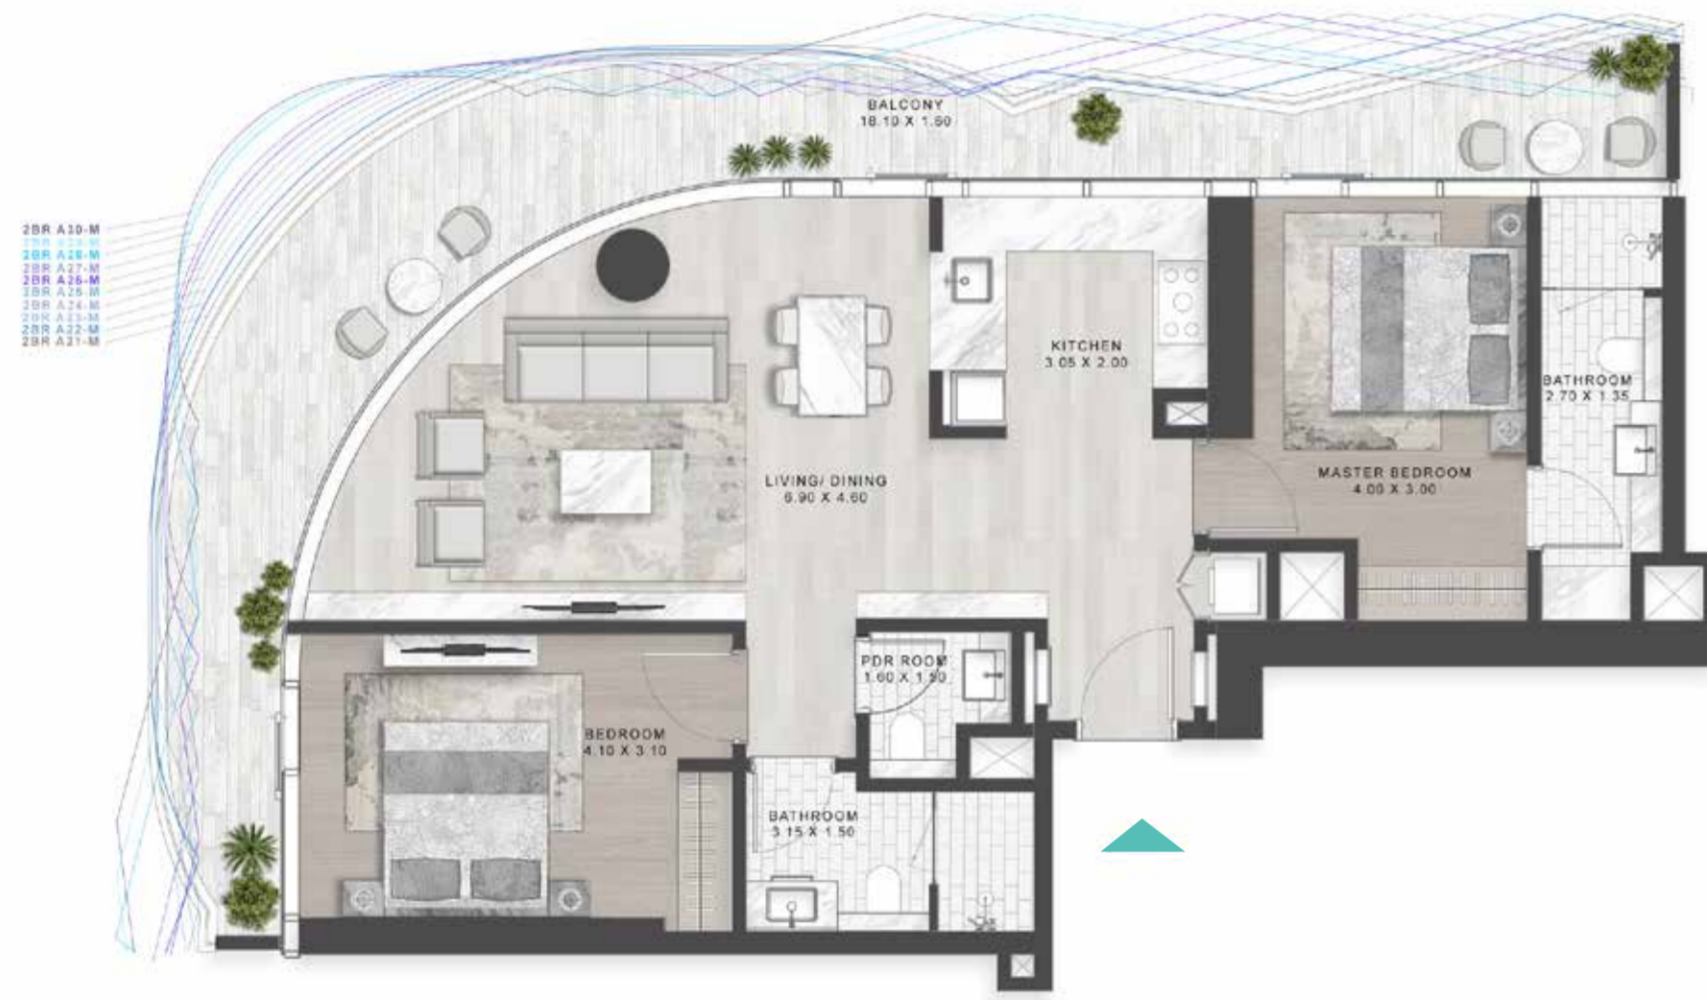 BALCONY
18.10 X 1.60
2BR A30-M
2BR A29-M
2BR A28-M
2BR A27-M
2BR A26-M
2BR A25-M
2BR A24-M
2BR A23-M
2BR A22-M
2BR A21-M
KITCHEN
3.05 X 2.00
BATHROOM
2.70 X 1.35
MASTER BEDROOM
4.00 X 3.00
LIVING/ DINING
6.90 X 4.60
PDR ROOM
1.60 X 1.50
BEDROOM
4.10 X 3.10
BATHROOM
3.15 X 1.50